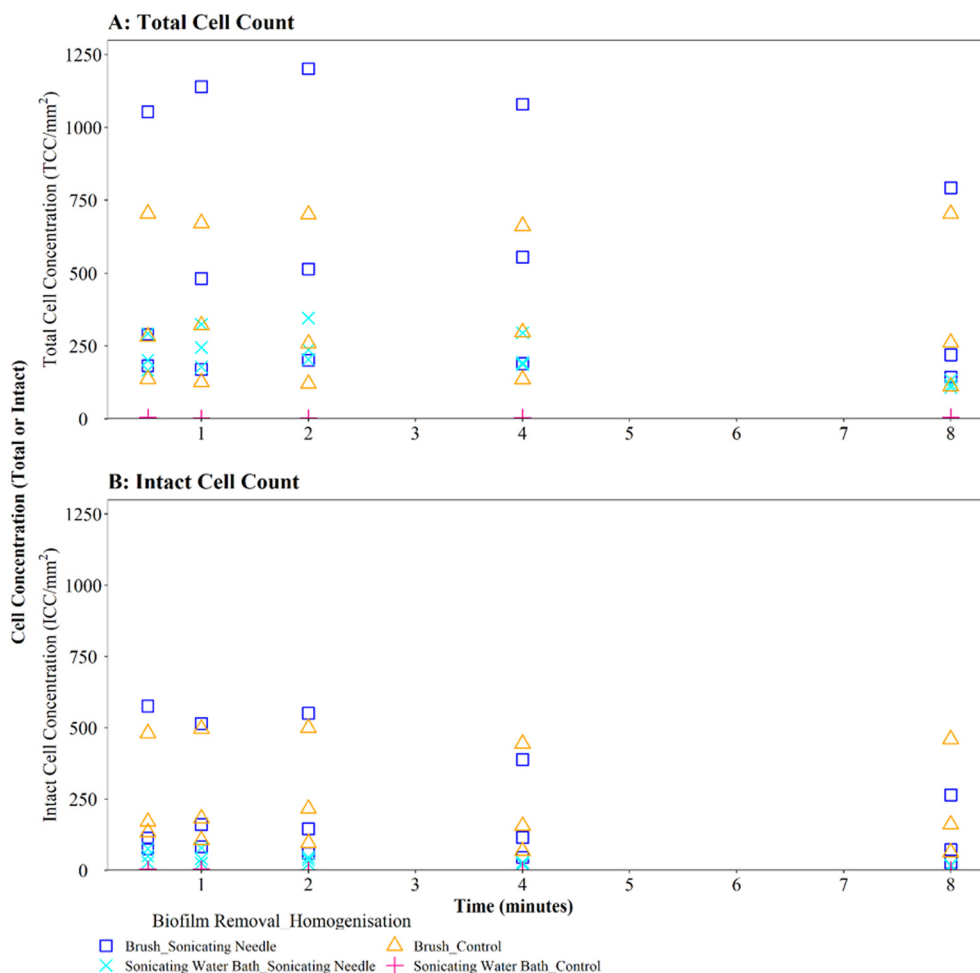 A: Total Cell Count
Cell Concentration (Total or Intact)
Total Cell Concentration (TCC/mm²)
1250
1000
750
500
250
0
1 2 3 4 5 6 7 8
B: Intact Cell Count
Intact Cell Concentration (ICC/mm²)
1250
1000
750
500
250
0
1 2 3 4 5 6 7 8
Time (minutes)
Biofilm Removal_Homogenisation
Brush_Sonicating Needle Brush_Control
Sonicating Water Bath_Sonicating Needle Sonicating Water Bath_Control